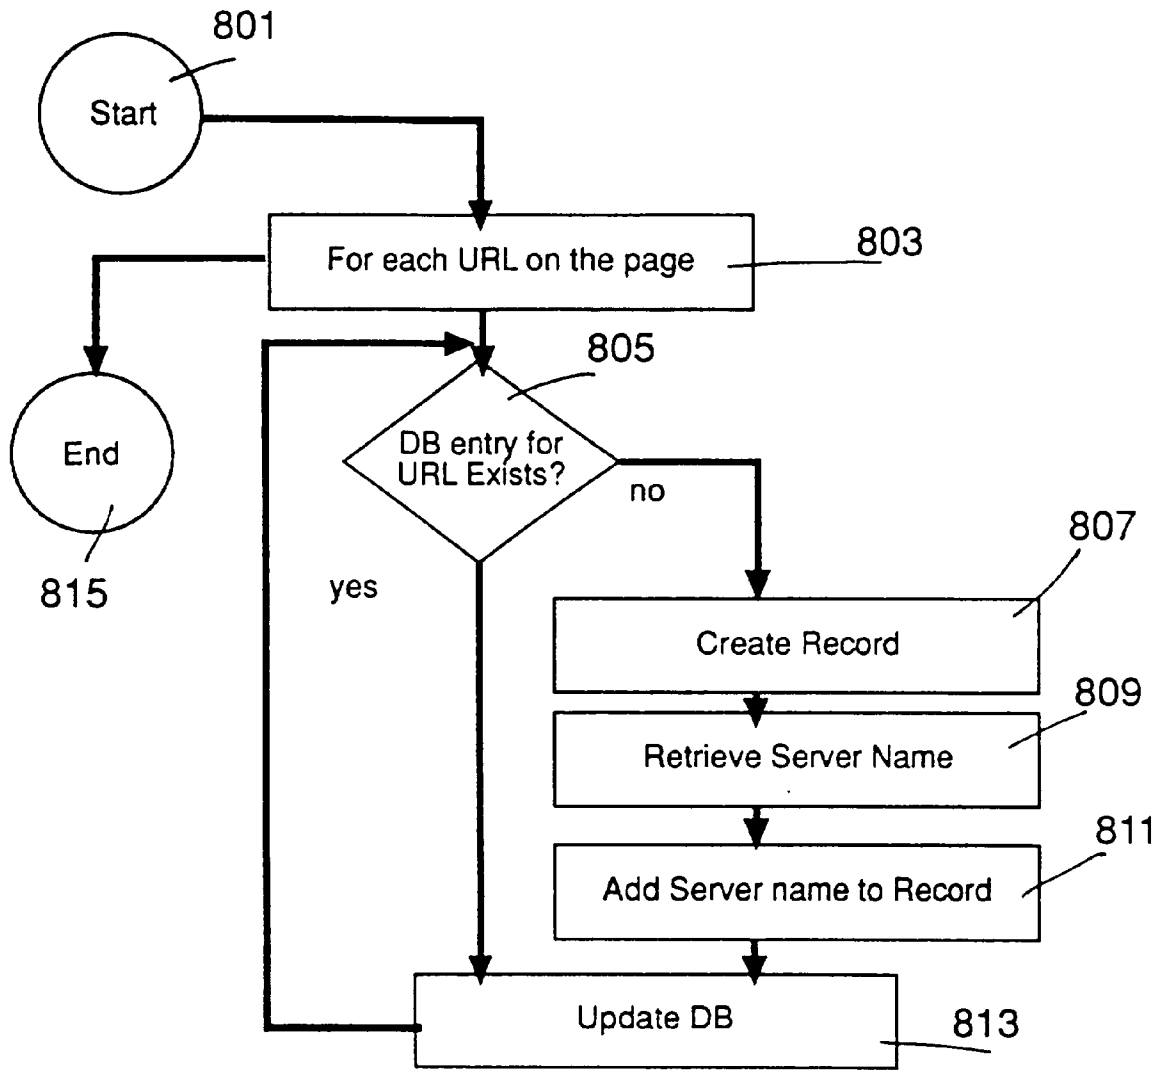 801
Start
For each URL on the page
803
805
DB entry for
URL Exists?
no
End
815
yes
807
Create Record
809
Retrieve Server Name
811
Add Server name to Record
Update DB
813